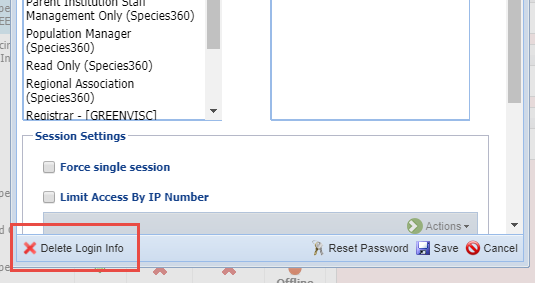 Parent Institution Staff
Management Only (Species360)
Population Manager
(Species360)
Read Only (Species360)
Regional Association
(Species360)
Registrar - [GREENVISC]
Session Settings
Force single session
Limit Access By IP Number
Actions
Delete Login Info
Reset Password
Save
Cancel
Offline